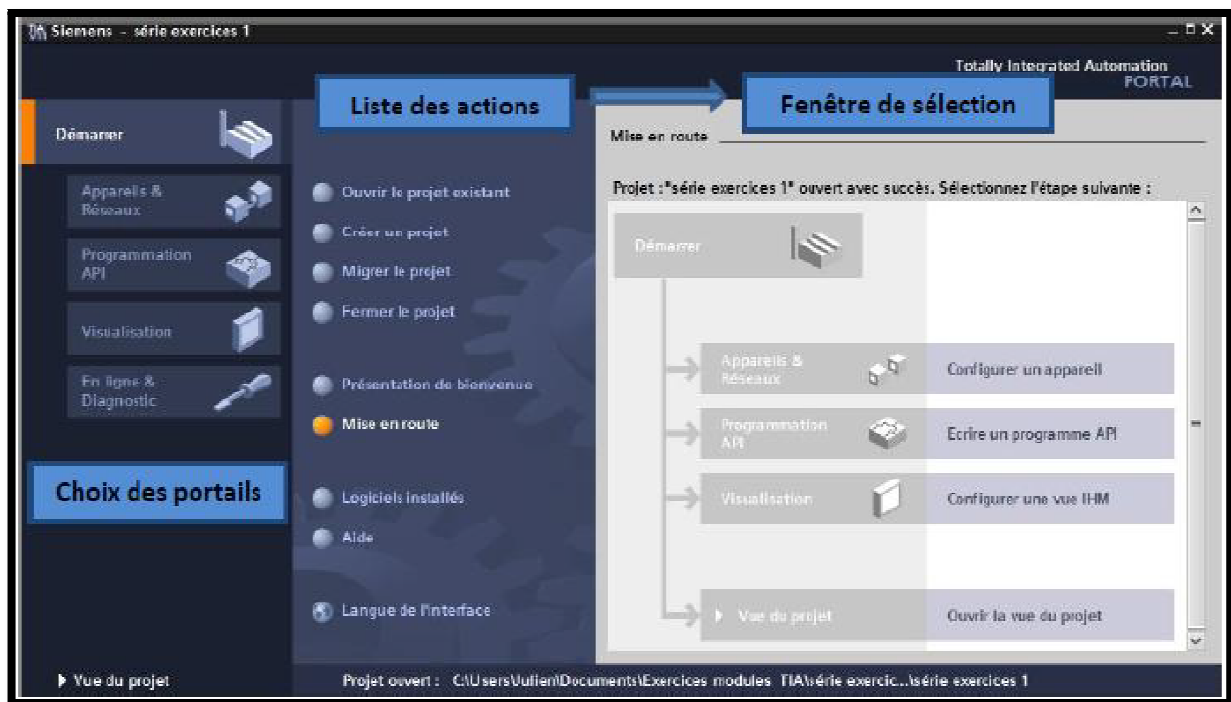 Siemens - série exercices 1
Totally Integrated Automation
PORTAL
Liste des actions
Fenêtre de sélection
Démarrer
Appareils &
Réseaux
Programmation
API
Visualisation
En ligne &
Diagnostic
Choix des portails
Vue du projet
Ouvrir le projet existant
Créer un projet
Migrer le projet
Fermer le projet
Présentation de bienvenue
Mise en route
Logiciels installés
Aide
Langue de l'interface
Mise en route
Projet :"série exercices 1" ouvert avec succès. Sélectionnez l'étape suivante :
Démarrer
Appareils &
Réseaux
Configurer un appareil
Programmation
API
Ecrire un programme API
Visualisation
Configurer une vue IHM
Vue du projet
Ouvrir la vue du projet
Projet ouvert : C:\Users\Julien\Documents\Exercices modules TIA\série exercic...\série exercices 1